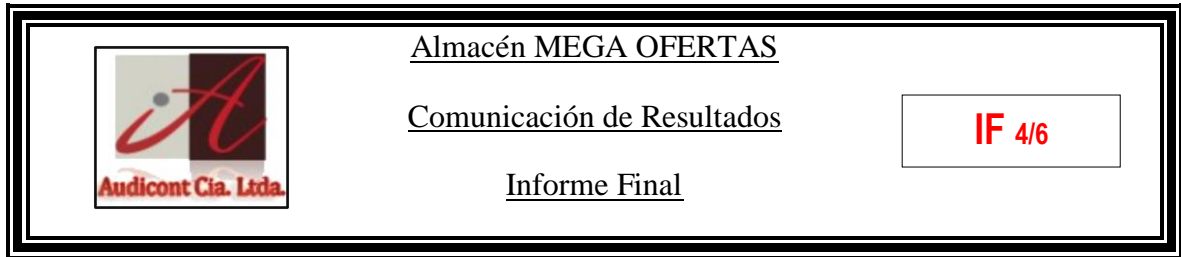 Almacén MEGA OFERTAS
Comunicación de Resultados
Informe Final
IF 4/6
Audicont Cia. Ltda.